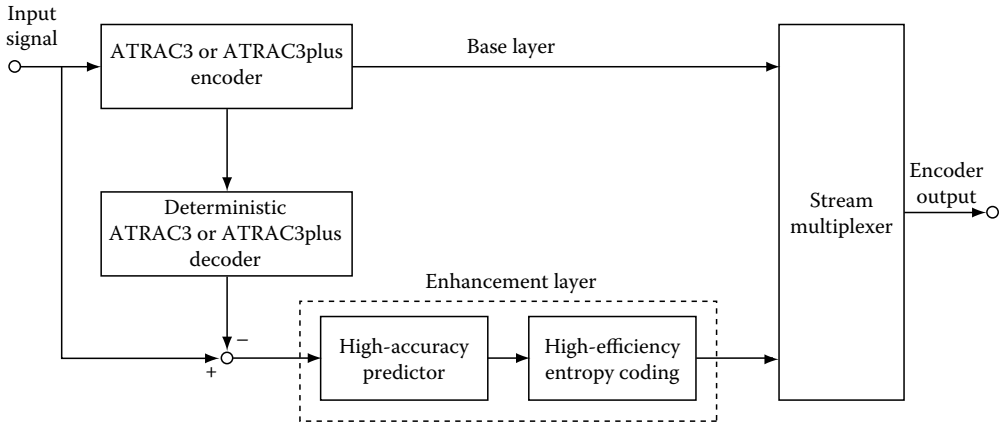 Input
signal
ATRAC3 or ATRAC3plus
encoder
Base layer
Deterministic
ATRAC3 or ATRAC3plus
decoder
Stream
multiplexer
Encoder
output
Enhancement layer
−
+
High-accuracy
predictor
High-efficiency
entropy coding